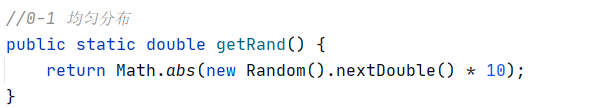 //0-1 均匀分布
public static double getRand() {
    return Math.abs(new Random().nextDouble() * 10);
}